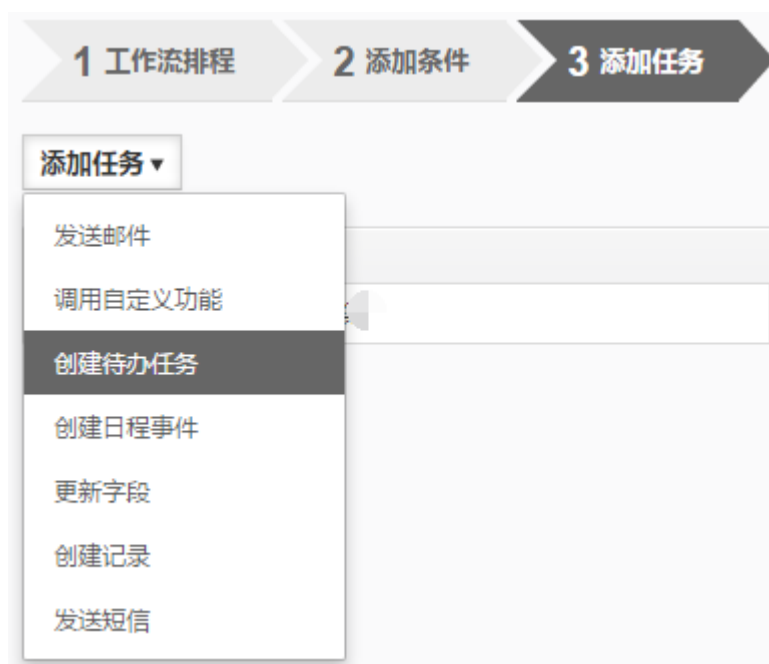 1 工作流排程 2 添加条件 3 添加任务
添加任务▾
发送邮件
调用自定义功能
创建待办任务
创建日程事件
更新字段
创建记录
发送短信